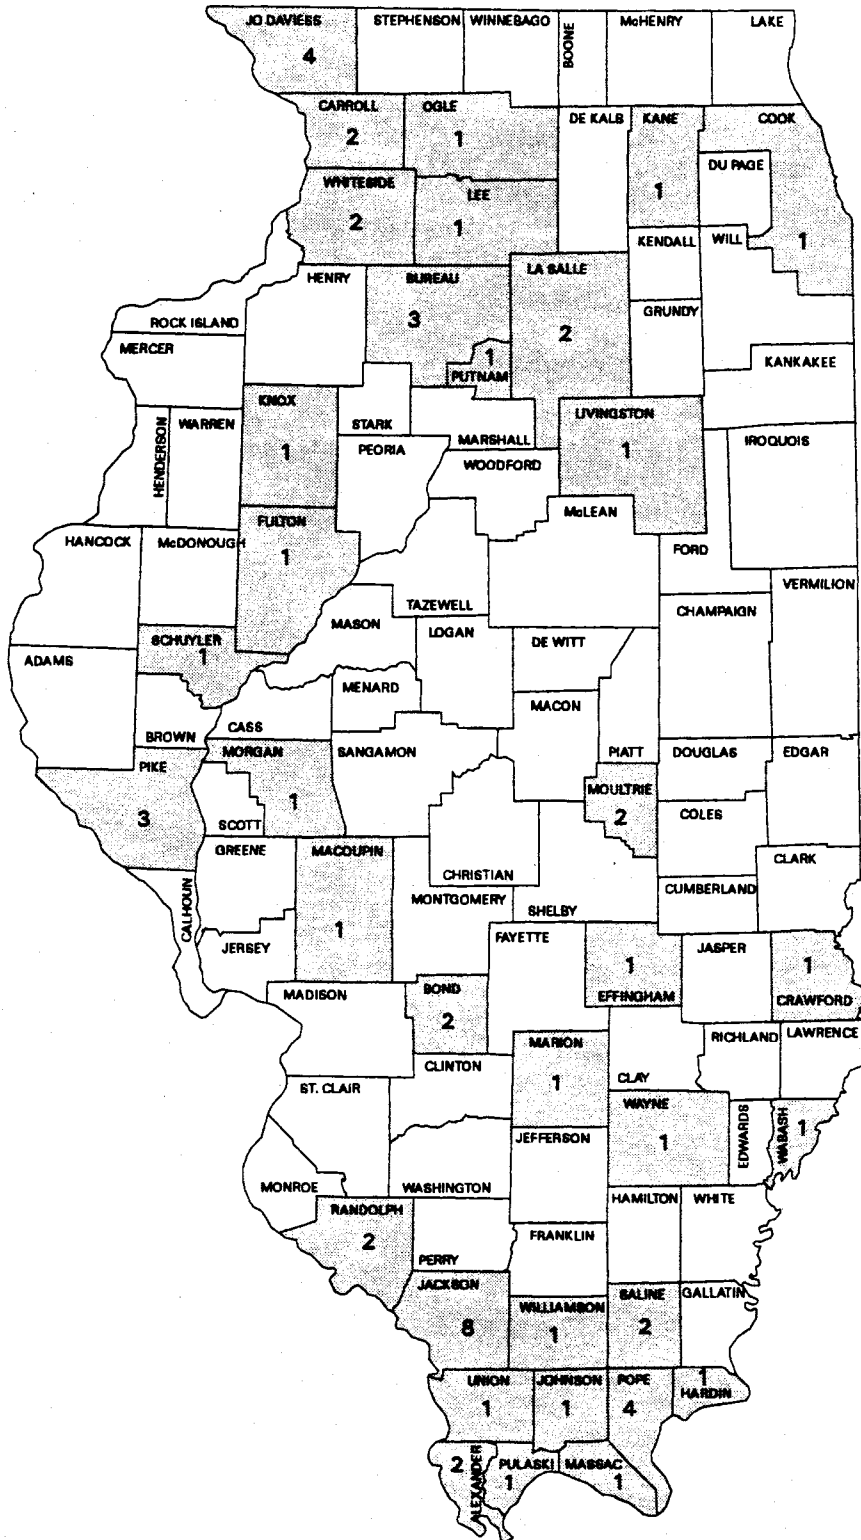 JO DAVIESS STEPHENSON WINNEBAGO BOONE McHENRY LAKE
4
CARROLL OGLE DE KALB KANE COOK
2 1
DU PAGE
WHITESIDE LEE 1
2 1 KENDALL WILL 1
HENRY BUREAU LA SALLE
ROCK ISLAND 3 2 GRUNDY
MERCER 1
PUTNAM KANKAKEE
KNOX STARK LIVINGSTON
HENDERSON WARREN 1 PEORIA MARSHALL 1 IROQUOIS
WOODFORD
FULTON McLEAN
HANCOCK McDONOUGH 1 FORD
VERMILION
TAZEWELL CHAMPAIGN
MASON
SCHUYLER LOGAN DE WITT
ADAMS 1
MENARD
BROWN CASS MACON
PIKE MORGAN SANGAMON PIATT DOUGLAS EDGAR
3 1 MOULTRIE
SCOTT 2 COLES
GREENE MACOUPIN CLARK
CHRISTIAN
CALHOUN MONTGOMERY CUMBERLAND
SHELBY
JERSEY 1 FAYETTE JASPER
1 1
MADISON BOND EFFINGHAM CRAWFORD
2
MARION RICHLAND LAWRENCE
CLINTON 1 CLAY
ST. CLAIR WAYNE
1 EDWARDS WABASH 1
JEFFERSON
MONROE WASHINGTON
RANDOLPH HAMILTON WHITE
2 FRANKLIN
PERRY
JACKSON SALINE GALLATIN
8 WILLIAMSON
1 2
UNION JOHNSON POPE 1
1 1 4 HARDIN
2 ALEXANDER PULASKI MASSAC
1 1